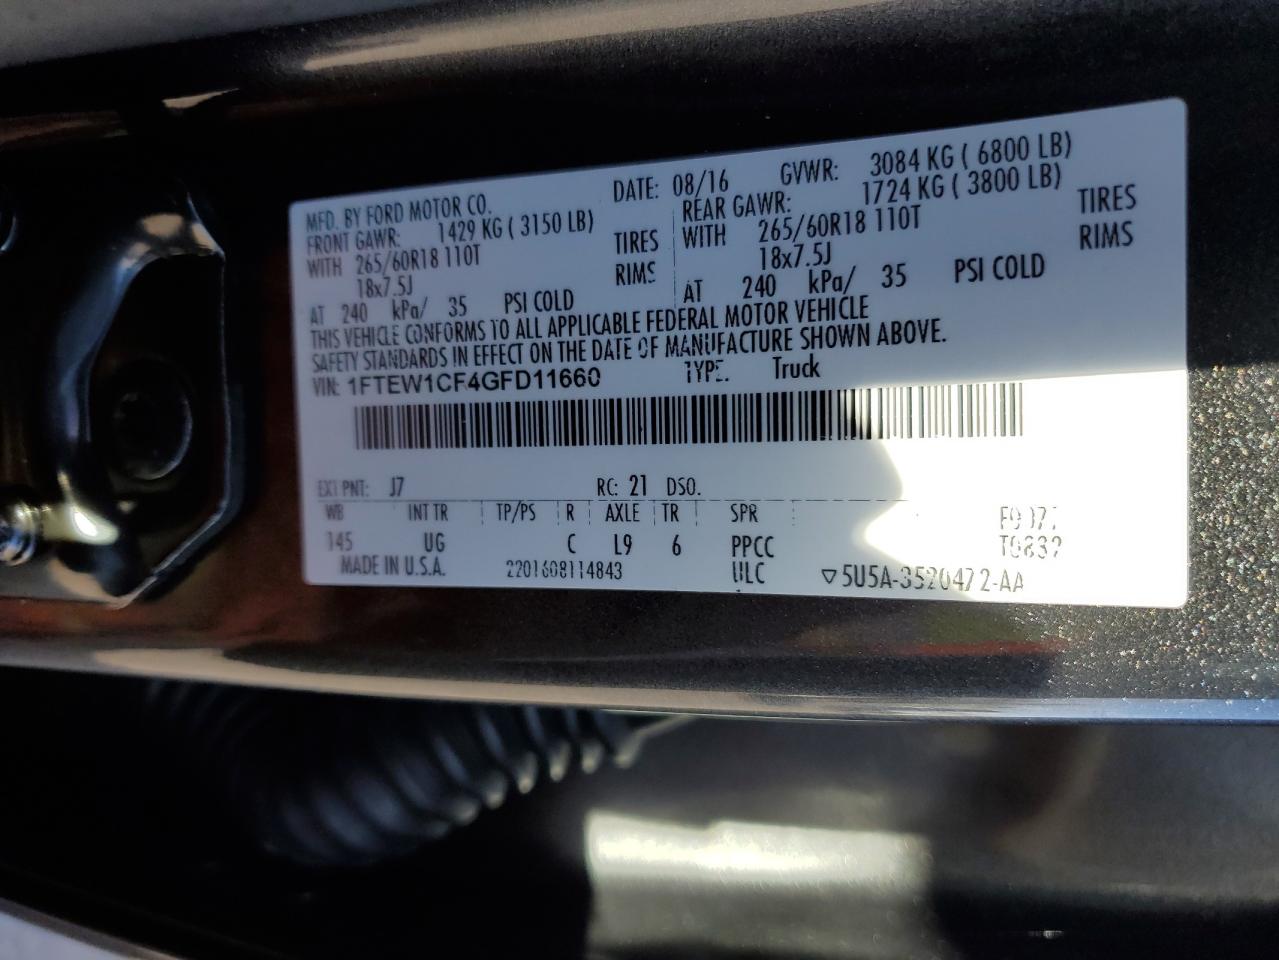 MFD. BY FORD MOTOR CO. DATE: 08/16 GVWR: 3084 KG ( 6800 LB)
FRONT GAWR: 1429 KG ( 3150 LB) REAR GAWR: 1724 KG ( 3800 LB)
WITH 265/60R18 110T TIRES WITH 265/60R18 110T TIRES
18x7.5J RIMS 18x7.5J RIMS
AT 240 kPa/ 35 PSI COLD AT 240 kPa/ 35 PSI COLD
THIS VEHICLE CONFORMS TO ALL APPLICABLE FEDERAL MOTOR VEHICLE
SAFETY STANDARDS IN EFFECT ON THE DATE OF MANUFACTURE SHOWN ABOVE.
VIN: 1FTEW1CF4GFD11660 TYPE: Truck
EXT PNT: J7 RC: 21 DSO:
WB INT TR TP/PS R AXLE TR SPR
145 UG C L9 6 PPCC
MADE IN U.S.A. 2201608114843 ULC ▽5U5A-3520472-AA